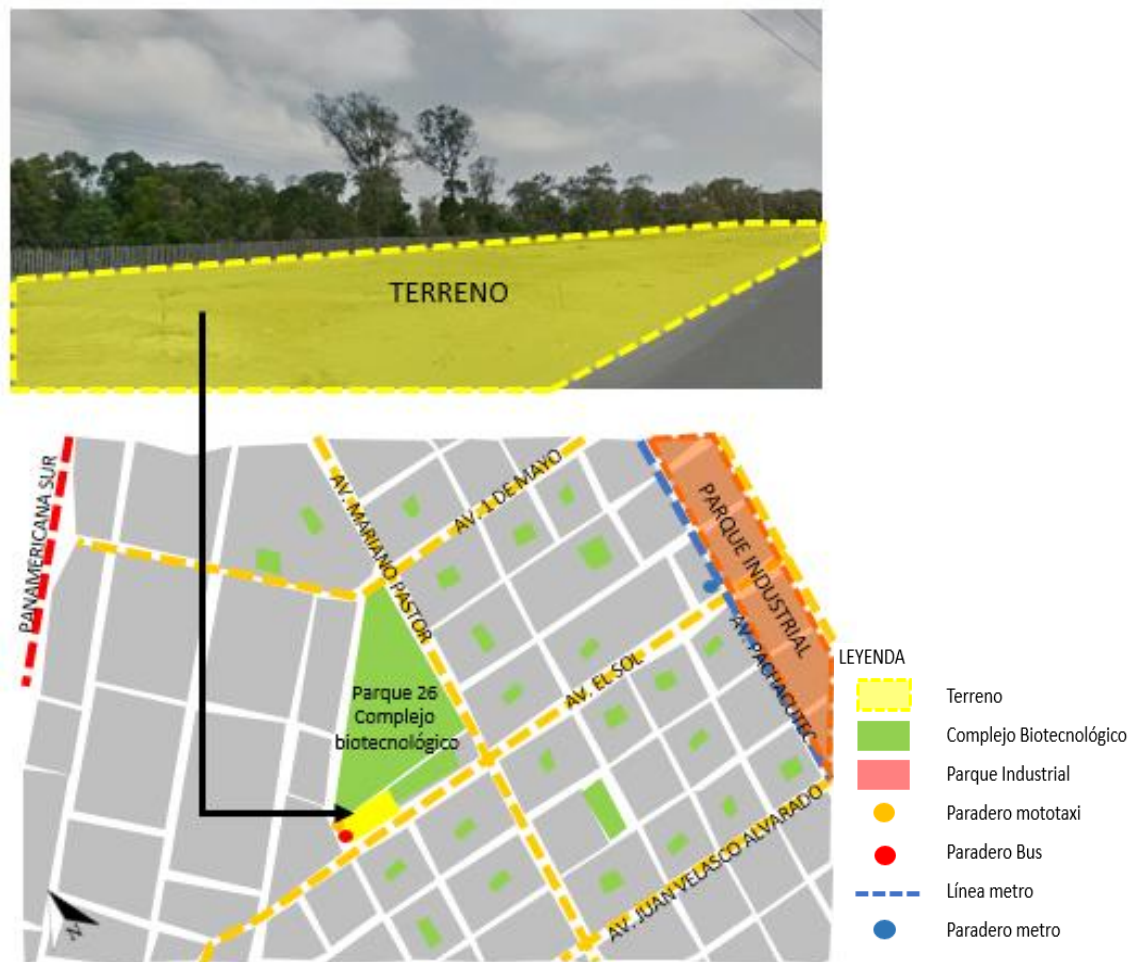 TERRENO
PANAMERICANA SUR
AV. MARIANO PASTOR
AV. 1 DE MAYO
PARQUE INDUSTRIAL
AV. PACHACUTEC
Parque 26
Complejo
biotecnológico
AV. EL SOL
AV. JUAN VELASCO ALVARADO
N
LEYENDA
Terreno
Complejo Biotecnológico
Parque Industrial
Paradero mototaxi
Paradero Bus
Línea metro
Paradero metro